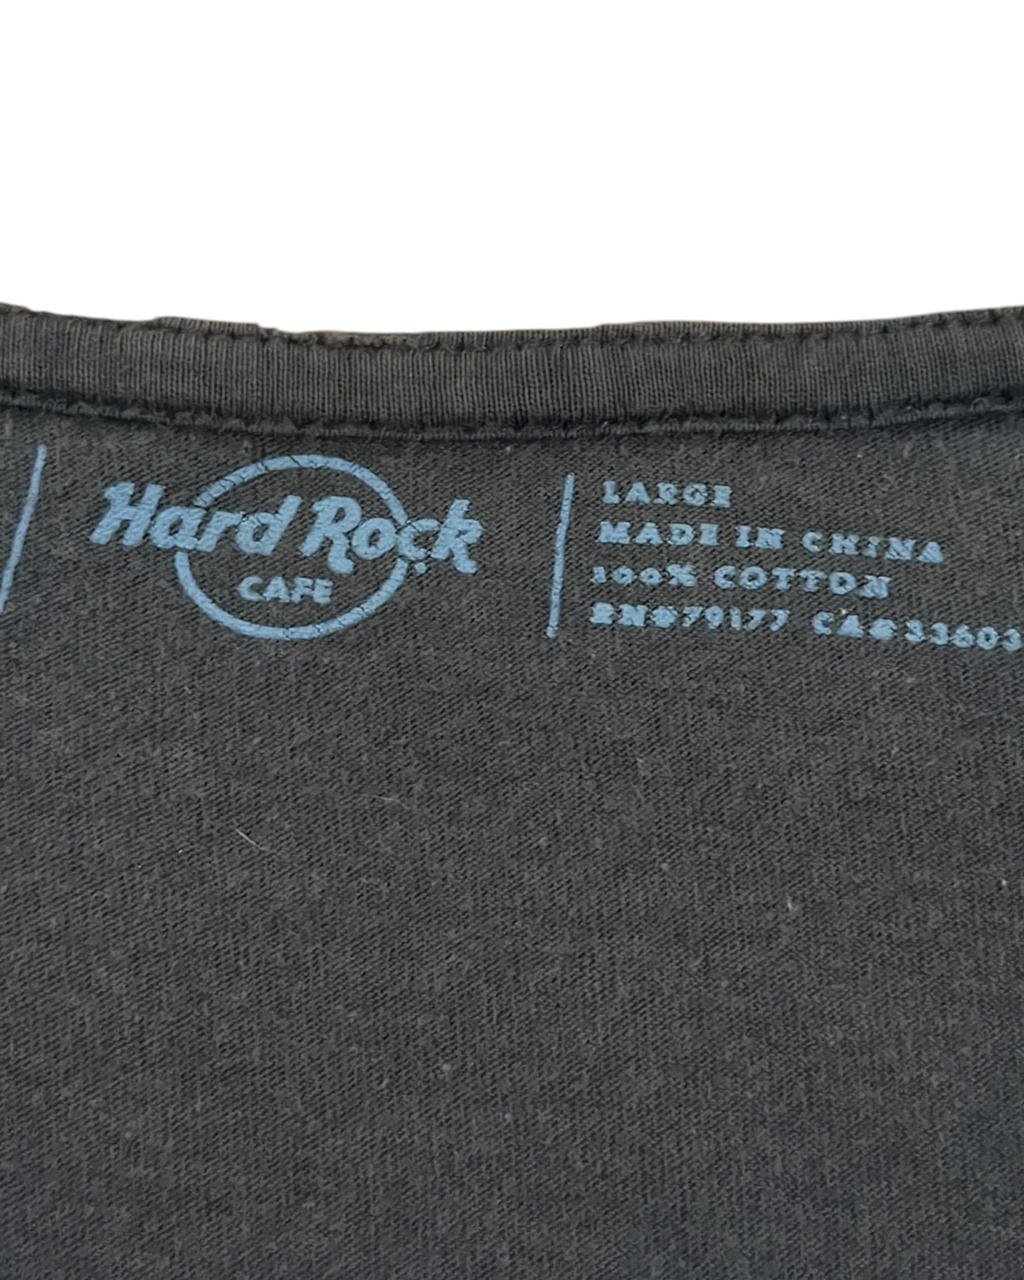 Hard Rock
CAFE
LARGE
MADE IN CHINA
100% COTTON
RN#79177 CA#33603